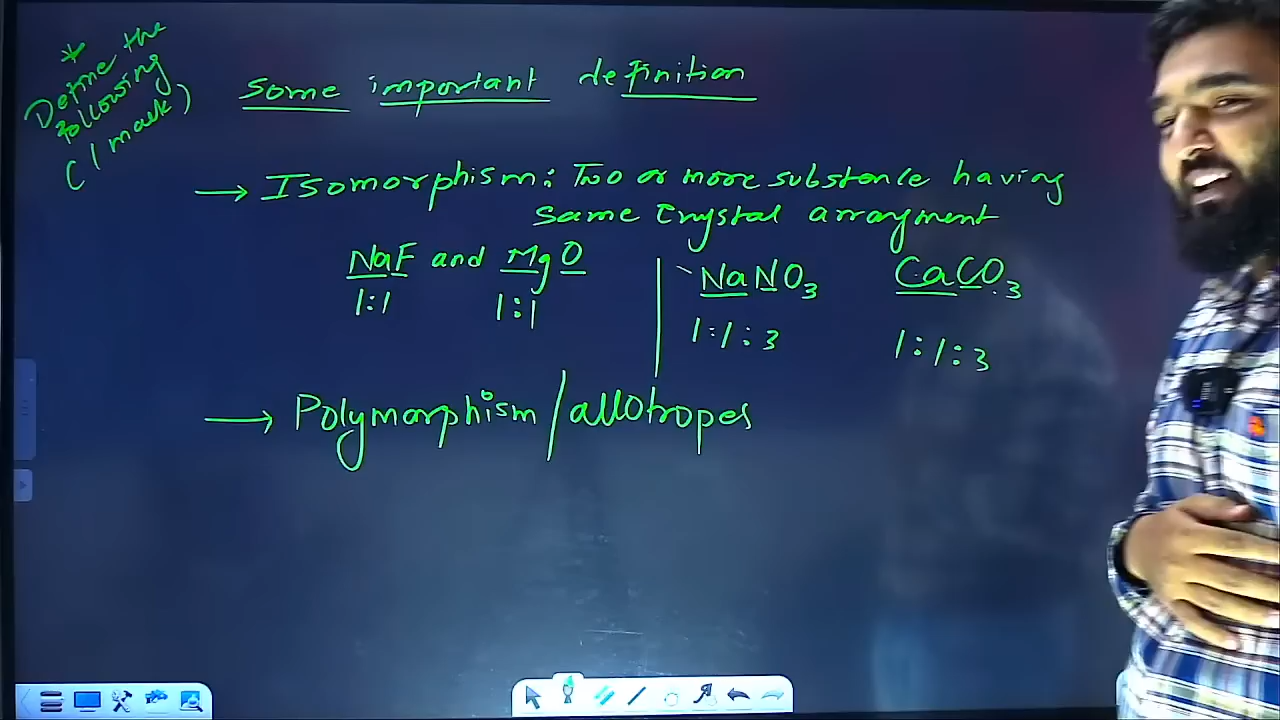 *
Define the
following
(1 mark)
Some important definition
→ Isomorphism: Two or more substance having
same Crystal arrangment
NaF and MgO
1:1 1:1
NaNO3 CaCO3
1:1:3 1:1:3
→ Polymorphism/allotropes